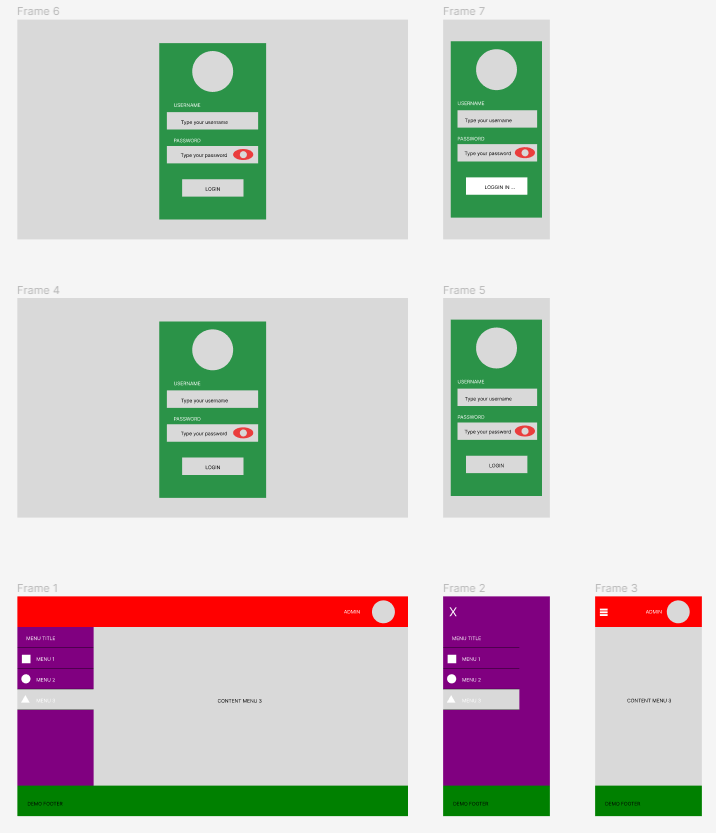 Frame 6
USERNAME
Type your username
PASSWORD
Type your password
LOGIN
Frame 7
USERNAME
Type your username
PASSWORD
Type your password
LOGGIN IN ...
Frame 4
USERNAME
Type your username
PASSWORD
Type your password
LOGIN
Frame 5
USERNAME
Type your username
PASSWORD
Type your password
LOGIN
Frame 1
ADMIN
MENU TITLE
MENU 1
MENU 2
MENU 3
CONTENT MENU 3
DEMO FOOTER
Frame 2
X
MENU TITLE
MENU 1
MENU 2
MENU 3
DEMO FOOTER
Frame 3
ADMIN
CONTENT MENU 3
DEMO FOOTER